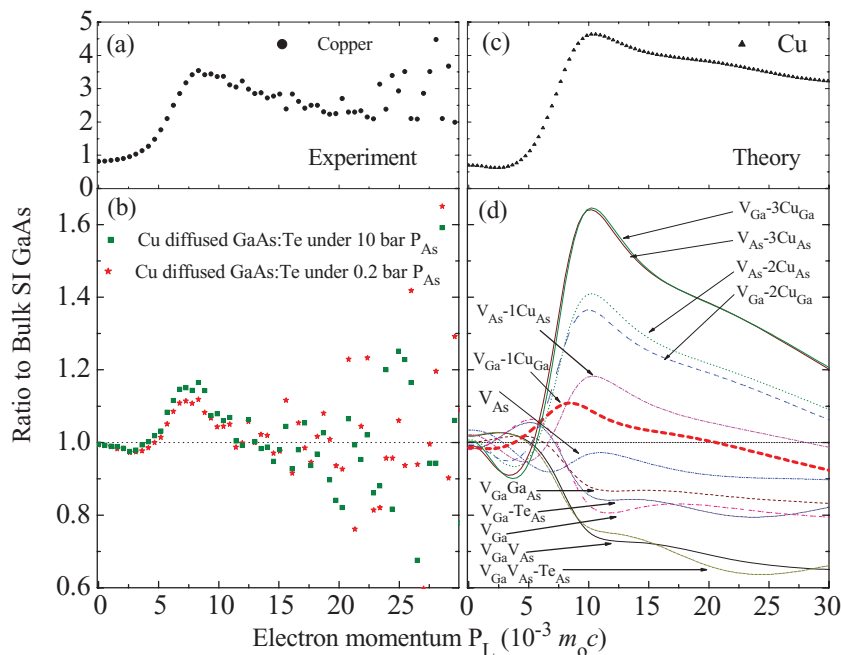 (a)
Copper
Experiment
5
4
3
2
1
0
(c)
Cu
Theory
(b)
Cu diffused GaAs:Te under 10 bar P_As
Cu diffused GaAs:Te under 0.2 bar P_As
1.6
1.4
1.2
1.0
0.8
0.6
(d)
V_Ga-3Cu_Ga
V_As-3Cu_As
V_As-2Cu_As
V_Ga-2Cu_Ga
V_As-1Cu_As
V_Ga-1Cu_Ga
V_As
V_GaGa_As
V_Ga-Te_As
V_Ga
V_GaV_As
V_GaV_As-Te_As
Ratio to Bulk SI GaAs
0 5 10 15 20 25
0 5 10 15 20 25 30
Electron momentum P_L (10^-3 m_oc)